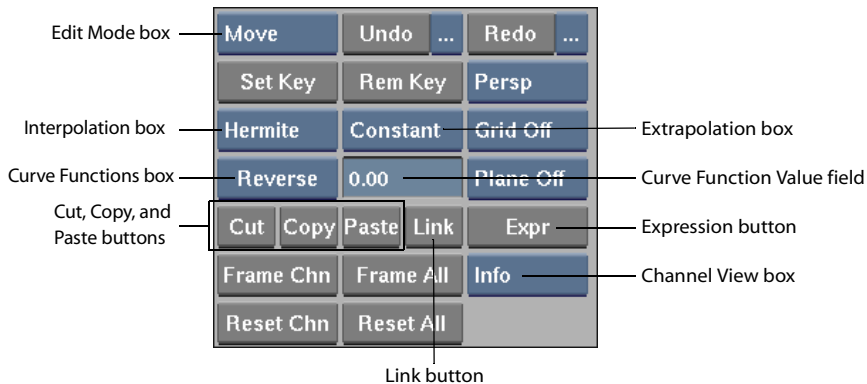 Edit Mode box Move Undo ... Redo ...
Set Key Rem Key Persp
Interpolation box Hermite Constant Grid Off Extrapolation box
Curve Functions box Reverse 0.00 Plane Off Curve Function Value field
Cut, Copy, and
Paste buttons
Cut Copy Paste Link Expr Expression button
Frame Chn Frame All Info Channel View box
Reset Chn Reset All
Link button